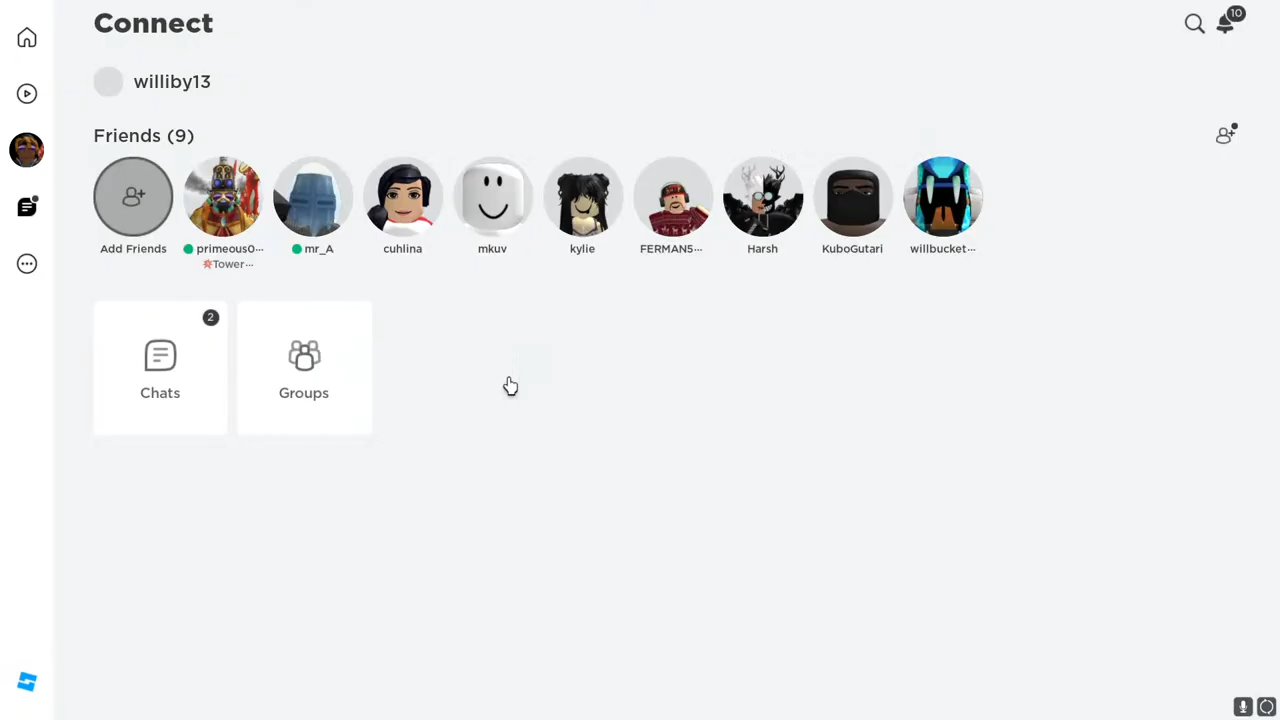 Connect
10
williby13
Friends (9)
Add Friends
primeous0···
mr_A
cuhlina
mkuv
kylie
FERMAN5···
Harsh
KuboGutari
willbucket···
Tower···
2
Chats
Groups